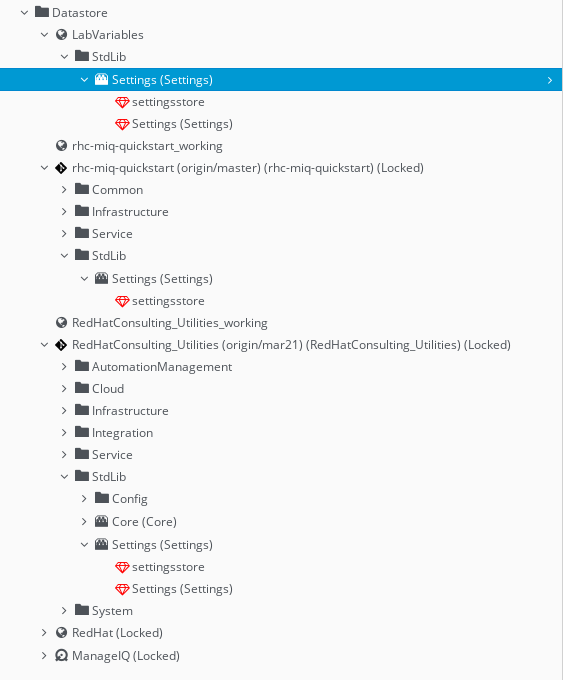 Datastore
LabVariables
StdLib
Settings (Settings)
settingsstore
Settings (Settings)
rhc-miq-quickstart_working
rhc-miq-quickstart (origin/master) (rhc-miq-quickstart) (Locked)
Common
Infrastructure
Service
StdLib
Settings (Settings)
settingsstore
RedHatConsulting_Utilities_working
RedHatConsulting_Utilities (origin/mar21) (RedHatConsulting_Utilities) (Locked)
AutomationManagement
Cloud
Infrastructure
Integration
Service
StdLib
Config
Core (Core)
Settings (Settings)
settingsstore
Settings (Settings)
System
RedHat (Locked)
ManageIQ (Locked)